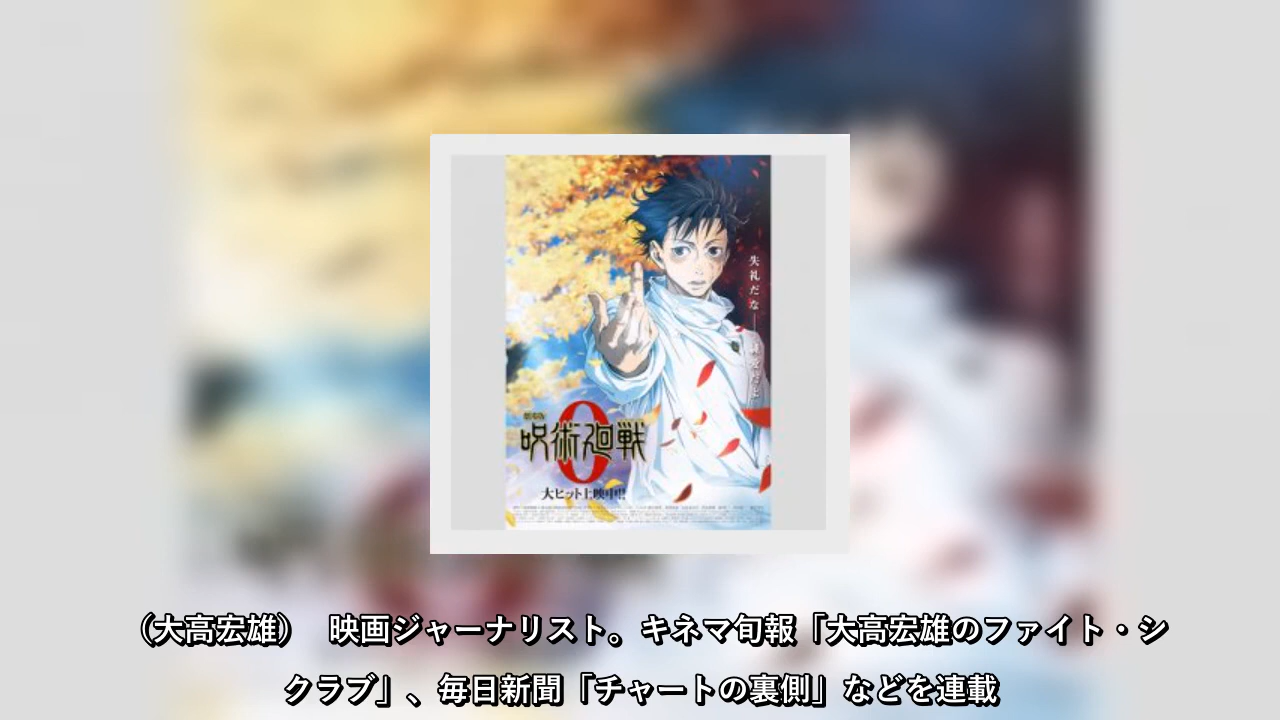 失礼だな――
劇場版
呪術廻戦
0
大ヒット上映中!!
（大高宏雄）　映画ジャーナリスト。キネマ旬報「大高宏雄のファイト・シ
クラブ」、毎日新聞「チャートの裏側」などを連載